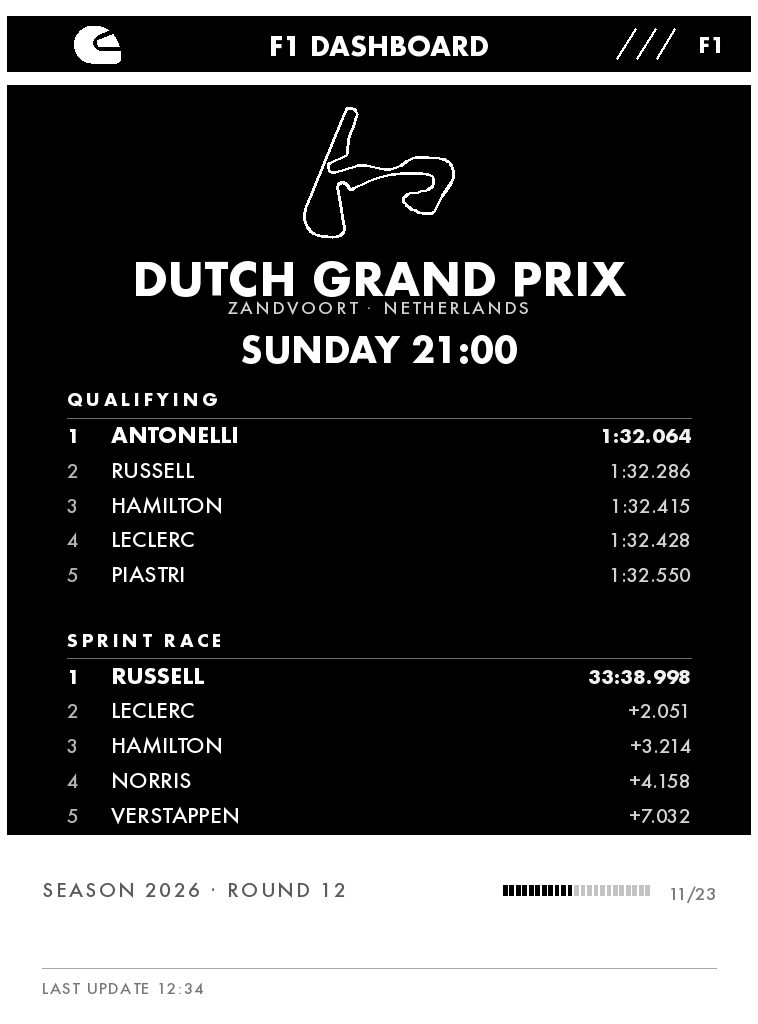 F1 DASHBOARD
F1
DUTCH GRAND PRIX
ZANDVOORT · NETHERLANDS
SUNDAY 21:00
QUALIFYING
1 ANTONELLI 1:32.064
2 RUSSELL 1:32.286
3 HAMILTON 1:32.415
4 LECLERC 1:32.428
5 PIASTRI 1:32.550
SPRINT RACE
1 RUSSELL 33:38.998
2 LECLERC +2.051
3 HAMILTON +3.214
4 NORRIS +4.158
5 VERSTAPPEN +7.032
SEASON 2026 · ROUND 12 11/23
LAST UPDATE 12:34